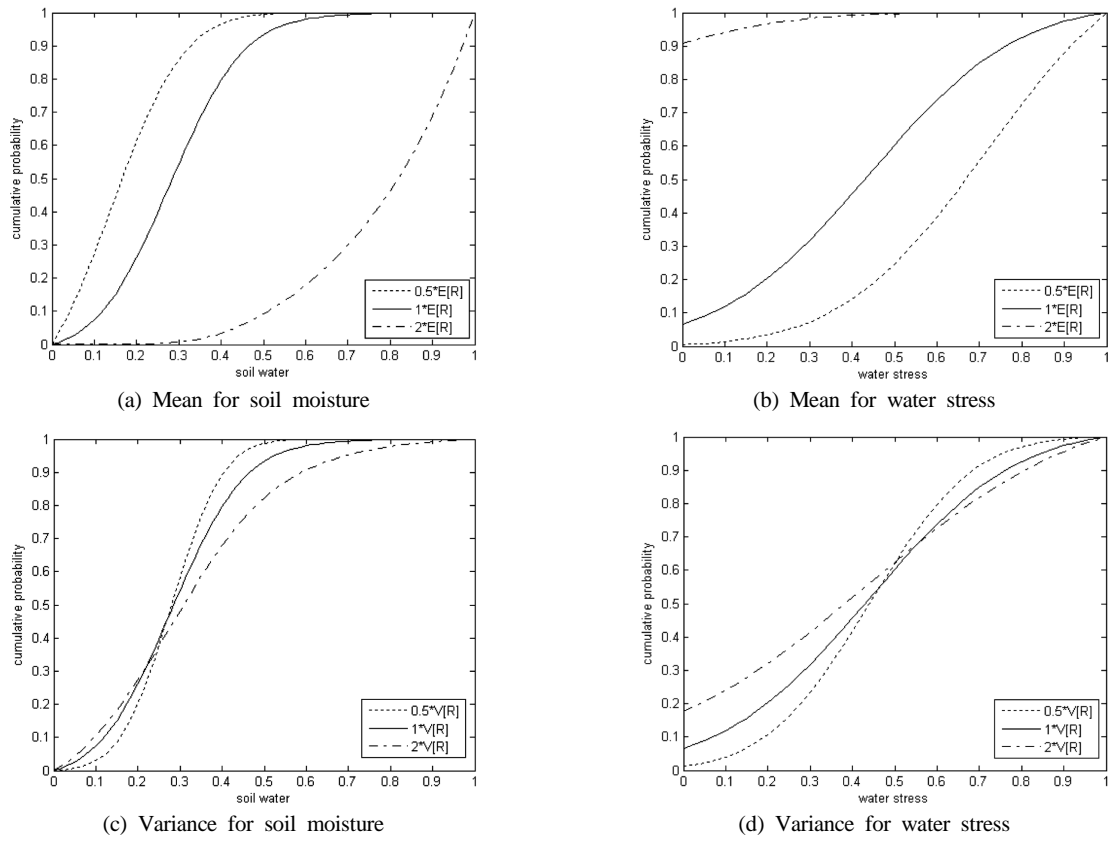 1
0.9
0.8
0.7
0.6
0.5
0.4
0.3
0.2
0.1
0
cumulative probability
0.1 0.2 0.3 0.4 0.5 0.6 0.7 0.8 0.9 1
soil water
0.5*E[R]
1*E[R]
2*E[R]
(a) Mean for soil moisture
1
0.9
0.8
0.7
0.6
0.5
0.4
0.3
0.2
0.1
0
cumulative probability
0 0.1 0.2 0.3 0.4 0.5 0.6 0.7 0.8 0.9 1
water stress
0.5*E[R]
1*E[R]
2*E[R]
(b) Mean for water stress
1
0.9
0.8
0.7
0.6
0.5
0.4
0.3
0.2
0.1
0
cumulative probability
0 0.1 0.2 0.3 0.4 0.5 0.6 0.7 0.8 0.9 1
soil water
0.5*V[R]
1*V[R]
2*V[R]
(c) Variance for soil moisture
1
0.9
0.8
0.7
0.6
0.5
0.4
0.3
0.2
0.1
0
cumulative probability
0 0.1 0.2 0.3 0.4 0.5 0.6 0.7 0.8 0.9 1
water stress
0.5*V[R]
1*V[R]
2*V[R]
(d) Variance for water stress